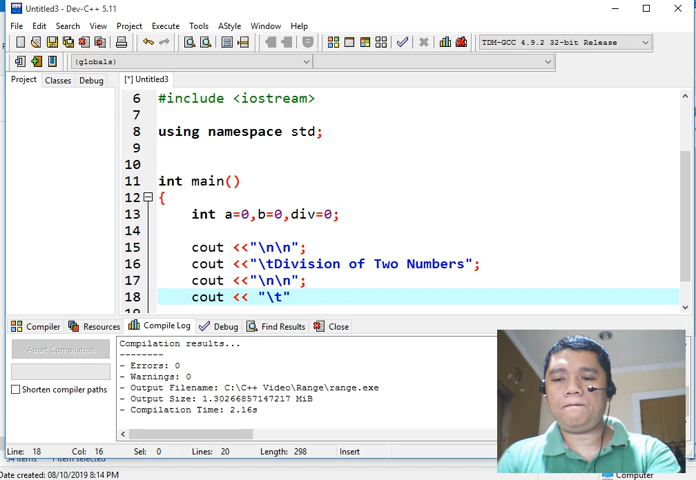 Untitled3 - Dev-C++ 5.11
File Edit Search View Project Execute Tools AStyle Window Help
TDM-GCC 4.9.2 32-bit Release
(globals)
Project Classes Debug
[*] Untitled3
6 #include <iostream>
7
8 using namespace std;
9
10
11 int main()
12 {
13 int a=0,b=0,div=0;
14
15 cout <<"\n\n";
16 cout <<"\tDivision of Two Numbers";
17 cout <<"\n\n";
18 cout << "\t"
Compiler Resources Compile Log Debug Find Results Close
Abort Compilation
Shorten compiler paths
Compilation results...
--------
- Errors: 0
- Warnings: 0
- Output Filename: C:\C++ Video\Range\range.exe
- Output Size: 1.30266857147217 MiB
- Compilation Time: 2.16s
Line: 18 Col: 16 Sel: 0 Lines: 20 Length: 298 Insert
Date created: 08/10/2019 8:14 PM
Computer